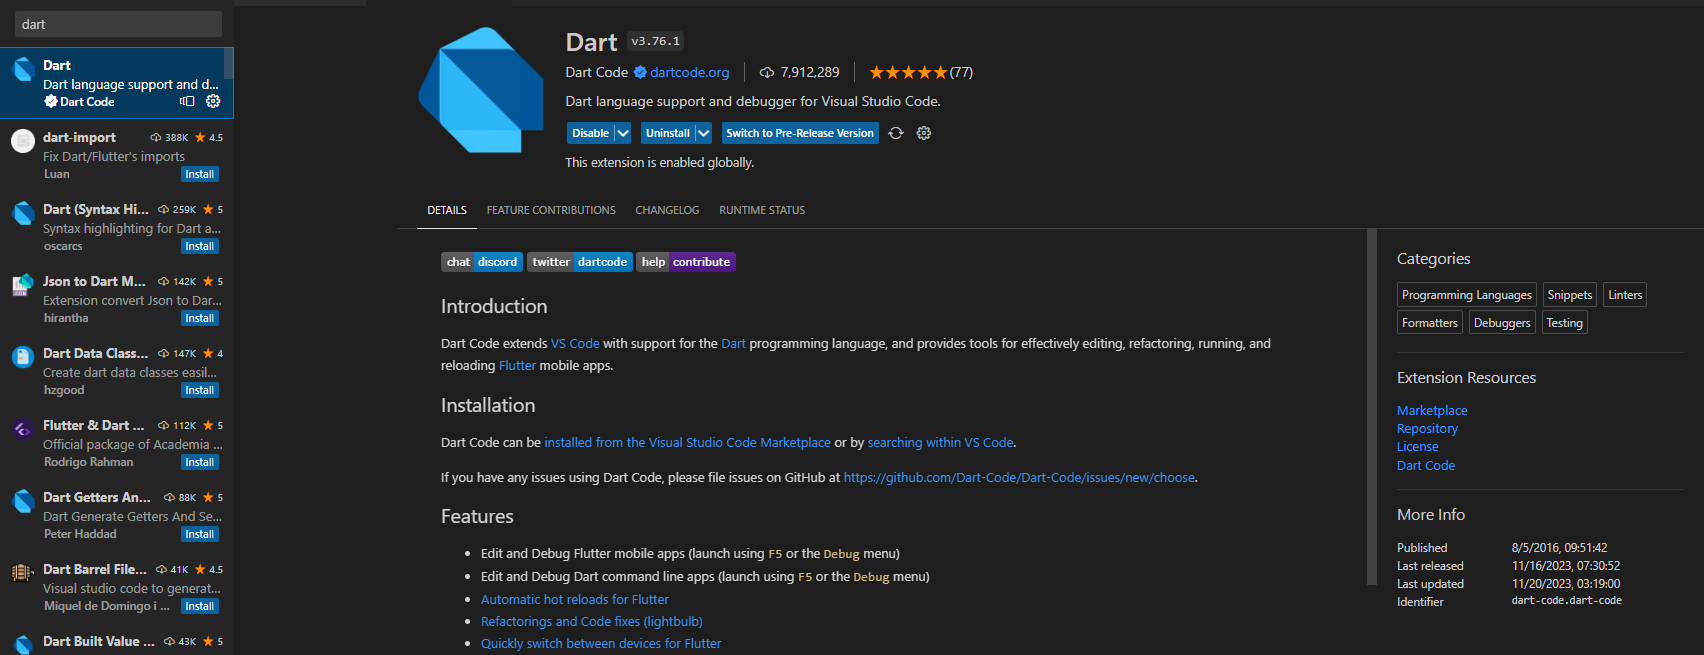 dart
Dart
Dart language support and d...
Dart Code
dart-import 388K 4.5
Fix Dart/Flutter's imports
Luan Install
Dart (Syntax Hi... 259K 5
Syntax highlighting for Dart a...
oscarcs Install
Json to Dart M... 142K 5
Extension convert Json to Dar...
hirantha Install
Dart Data Class... 147K 4
Create dart data classes easil...
hzgood Install
Flutter & Dart ... 112K 5
Official package of Academia ...
Rodrigo Rahman Install
Dart Getters An... 88K 5
Dart Generate Getters And Se...
Peter Haddad Install
Dart Barrel File... 41K 4.5
Visual studio code to generat...
Miquel de Domingo i ... Install
Dart Built Value ... 43K 5
Dart v3.76.1
Dart Code dartcode.org 7,912,289 (77)
Dart language support and debugger for Visual Studio Code.
Disable Uninstall Switch to Pre-Release Version
This extension is enabled globally.
DETAILS FEATURE CONTRIBUTIONS CHANGELOG RUNTIME STATUS
chat discord twitter dartcode help contribute
Introduction
Dart Code extends VS Code with support for the Dart programming language, and provides tools for effectively editing, refactoring, running, and
reloading Flutter mobile apps.
Installation
Dart Code can be installed from the Visual Studio Code Marketplace or by searching within VS Code.
If you have any issues using Dart Code, please file issues on GitHub at https://github.com/Dart-Code/Dart-Code/issues/new/choose.
Features
• Edit and Debug Flutter mobile apps (launch using F5 or the Debug menu)
• Edit and Debug Dart command line apps (launch using F5 or the Debug menu)
• Automatic hot reloads for Flutter
• Refactorings and Code fixes (lightbulb)
• Quickly switch between devices for Flutter
Categories
Programming Languages Snippets Linters
Formatters Debuggers Testing
Extension Resources
Marketplace
Repository
License
Dart Code
More Info
Published 8/5/2016, 09:51:42
Last released 11/16/2023, 07:30:52
Last updated 11/20/2023, 03:19:00
Identifier dart-code.dart-code